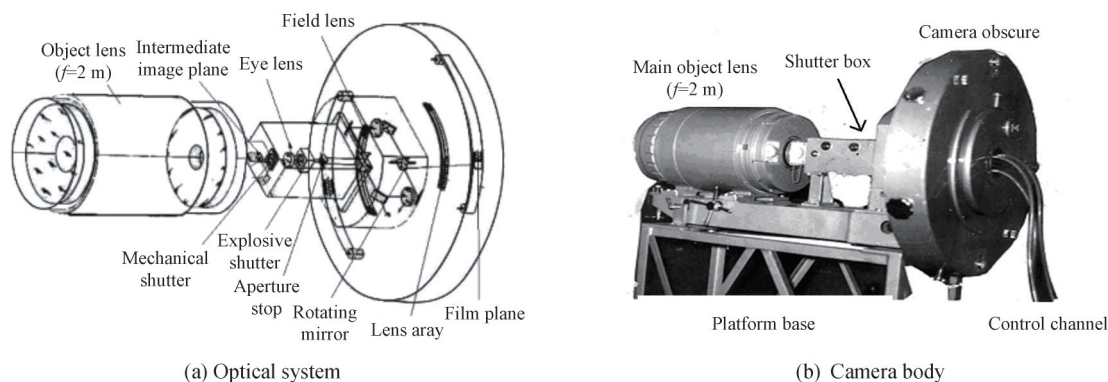 Field lens
Object lens
(f=2 m)
Intermediate
image plane
Eye lens
Mechanical
shutter
Explosive
shutter
Aperture
stop
Rotating
mirror
Lens aray
Film plane
(a) Optical system
Camera obscure
Shutter box
Main object lens
(f=2 m)
Platform base
Control channel
(b) Camera body